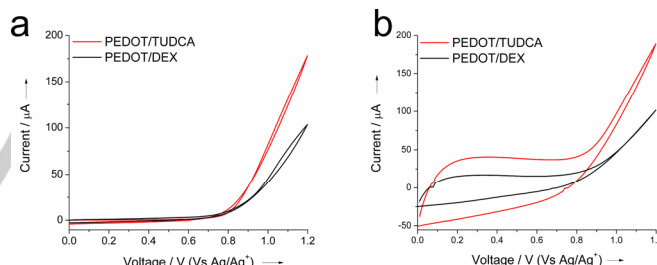 a
PEDOT/TUDCA
PEDOT/DEX
200
150
100
50
0
0.0 0.2 0.4 0.6 0.8 1.0 1.2
Current / μA
Voltage / V (Vs Ag/Ag⁺)
b
PEDOT/TUDCA
PEDOT/DEX
200
150
100
50
0
-50
0.0 0.2 0.4 0.6 0.8 1.0 1.2
Current / μA
Voltage / V (Vs Ag/Ag⁺)